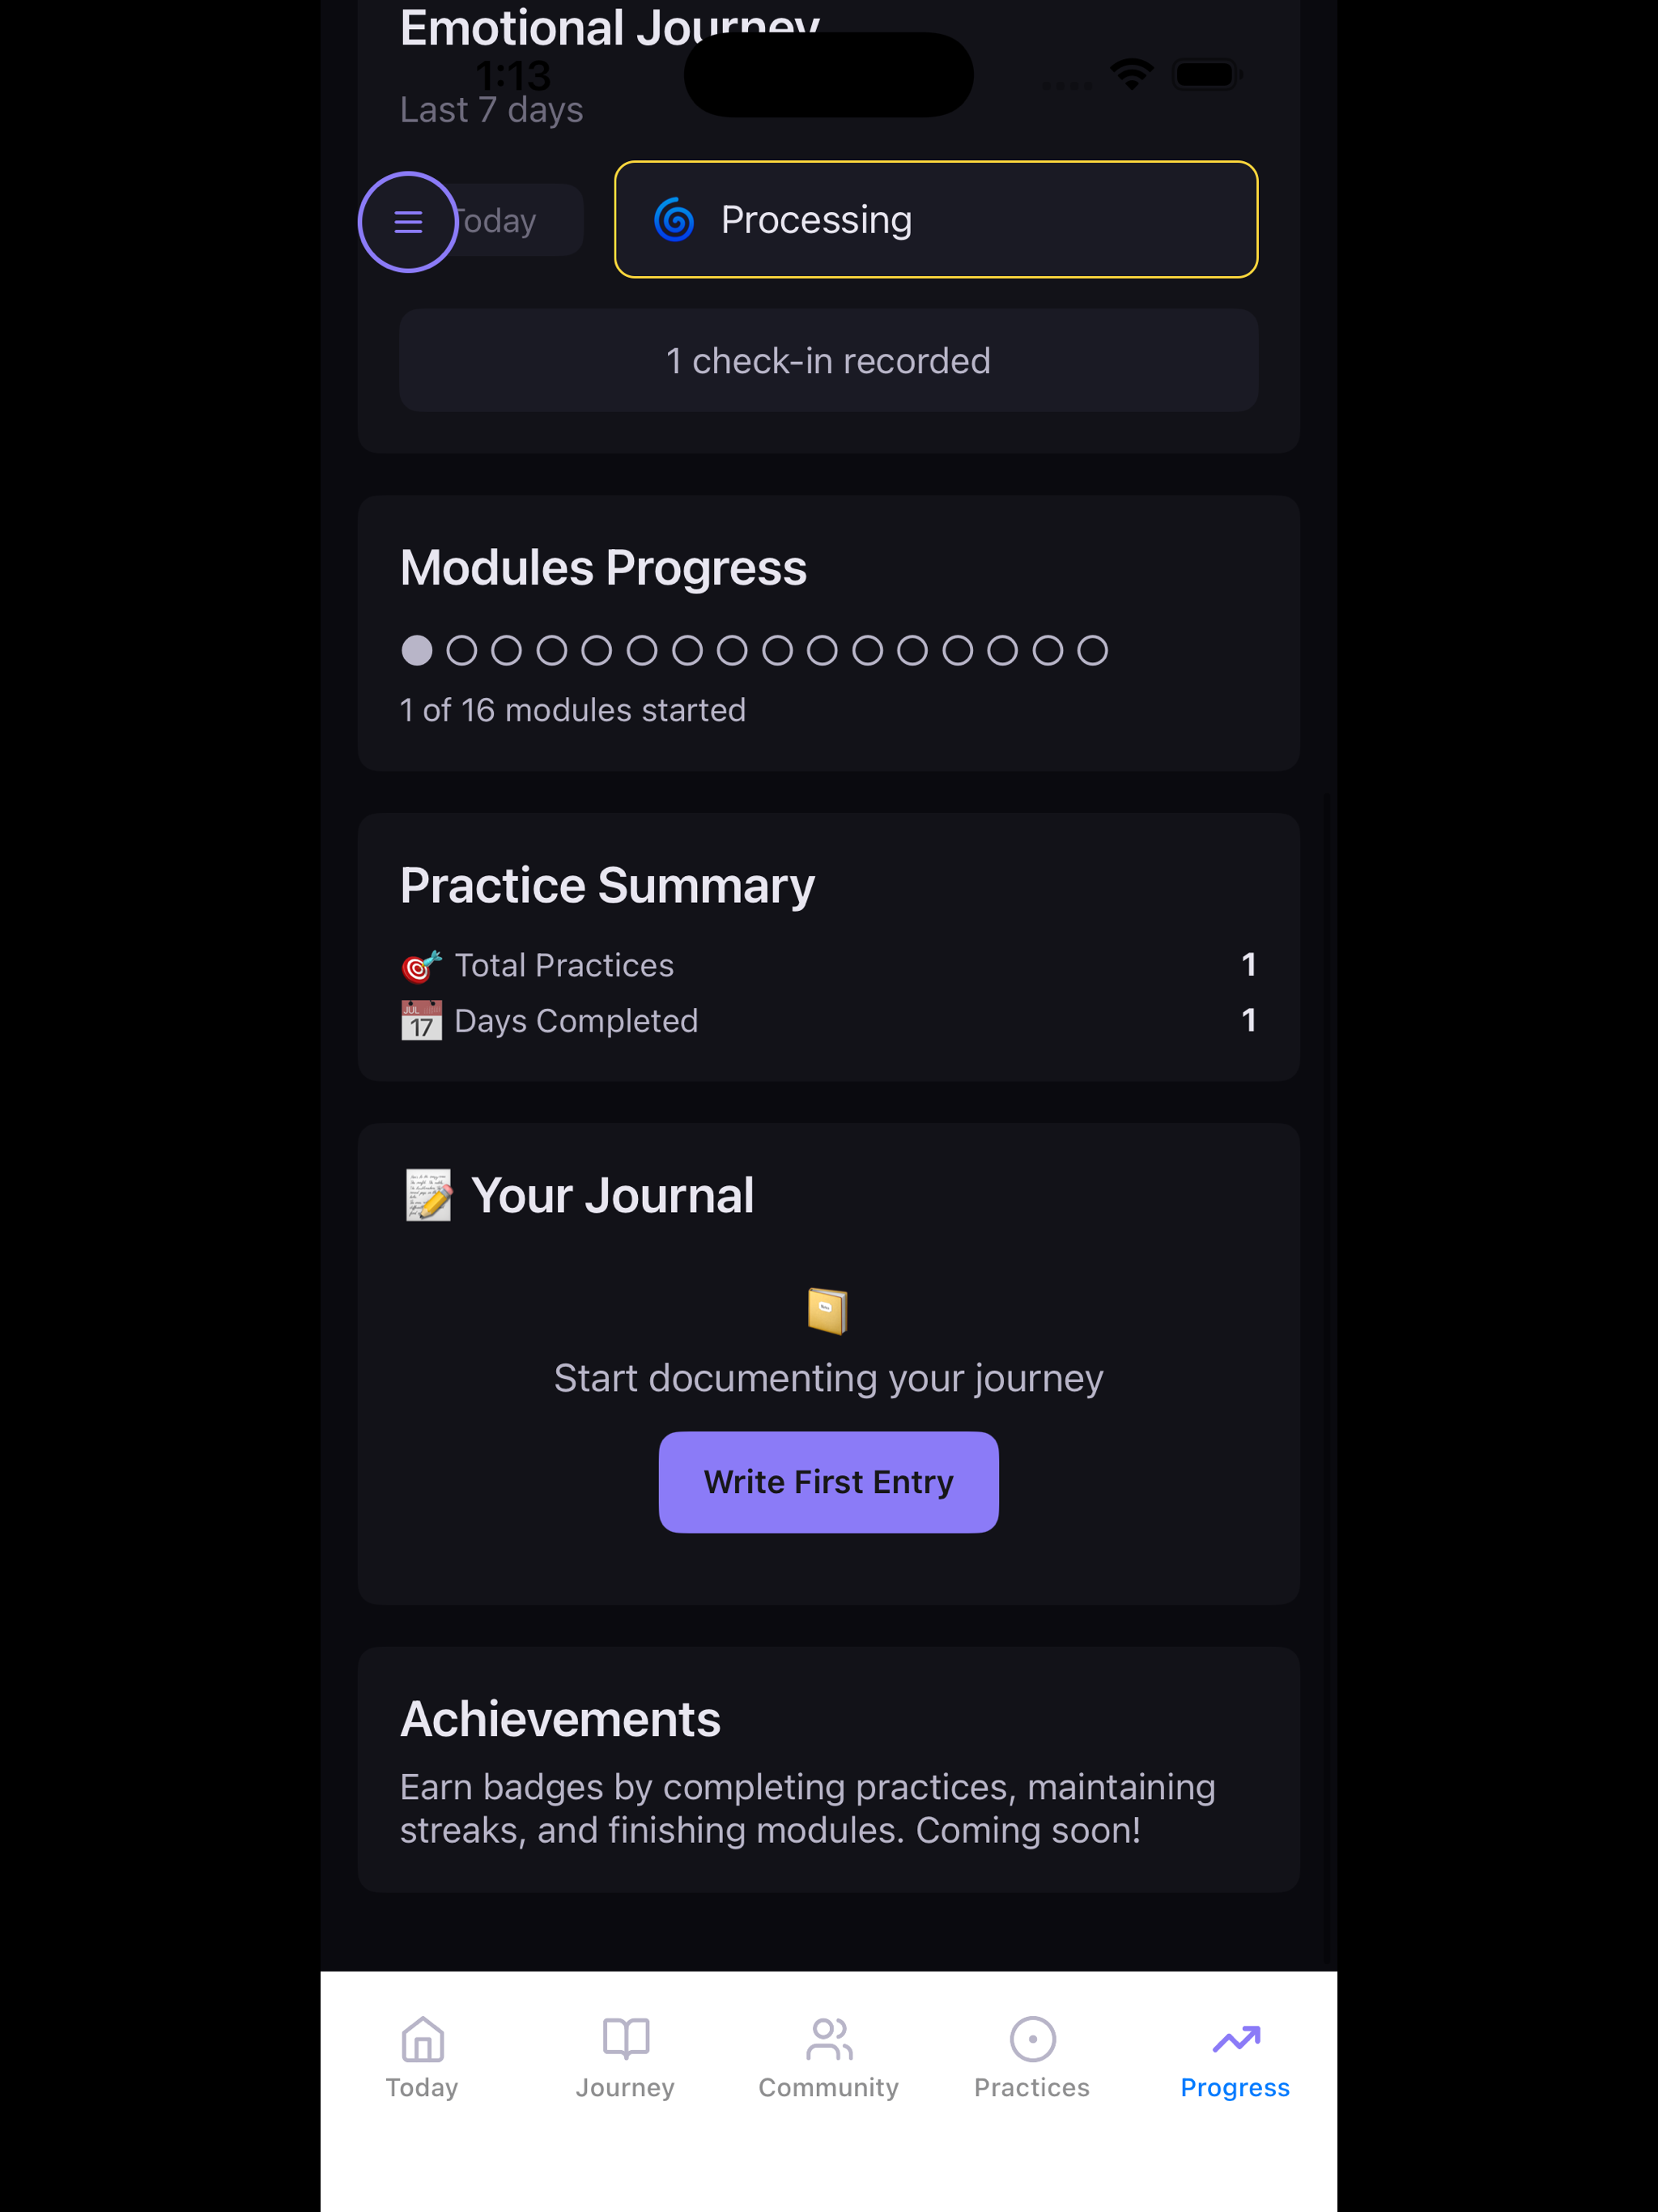 Emotional Journey
1:13
Last 7 days
Today
Processing
1 check-in recorded
Modules Progress
1 of 16 modules started
Practice Summary
Total Practices 1
JUL
17
Days Completed 1
Your Journal
Start documenting your journey
Write First Entry
Achievements
Earn badges by completing practices, maintaining
streaks, and finishing modules. Coming soon!
Today
Journey
Community
Practices
Progress